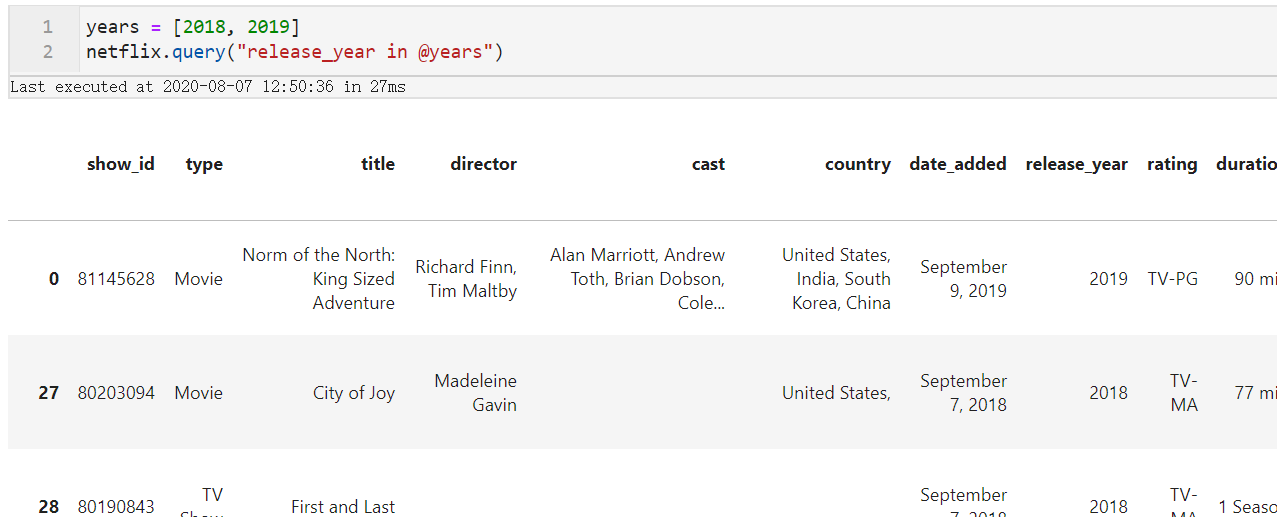 1 years = [2018, 2019]
2 netflix.query("release_year in @years")
Last executed at 2020-08-07 12:50:36 in 27ms
show_id type title director cast country date_added release_year rating duratio
Norm of the North: United States,
Alan Marriott, Andrew
Richard Finn, September
0 81145628 Movie King Sized Toth, Brian Dobson, India, South 2019 TV-PG 90 mi
Tim Maltby 9, 2019
Adventure Cole... Korea, China
Madeleine September TV-
27 80203094 Movie City of Joy United States, 2018 77 mi
Gavin 7, 2018 MA
TV September TV-
28 80190843 First and Last 2018 1 Seaso
Show 7, 2018 MA